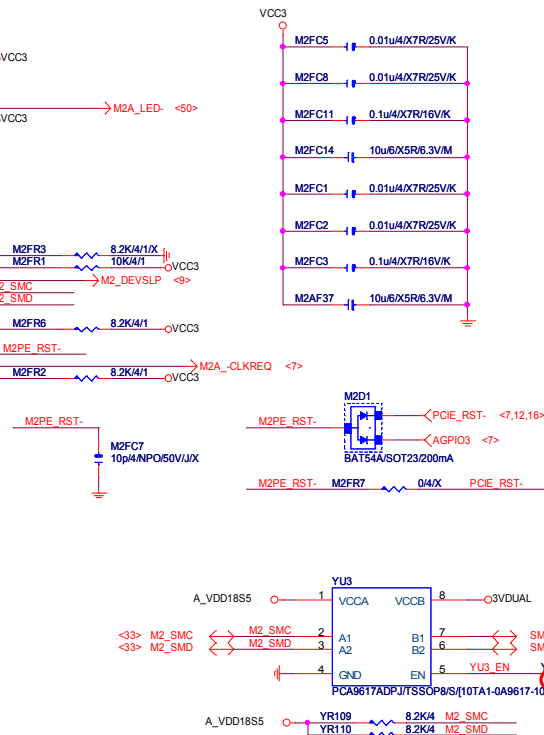 VCC3
VCC3
M2FC5 0.01u/4/X7R/25V/K
M2FC8 0.01u/4/X7R/25V/K
M2A_LED- <50>
VCC3
M2FC11 0.1u/4/X7R/16V/K
M2FC14 10u/6/X5R/6.3V/M
M2FC1 0.01u/4/X7R/25V/K
M2FC2 0.01u/4/X7R/25V/K
M2FR3 8.2K/4/1/X
M2FR1 10K/4/1 VCC3
M2FC3 0.1u/4/X7R/16V/K
M2_DEVSLP <9>
M2_SMC
M2_SMD
M2AF37 10u/6/X5R/6.3V/M
M2FR6 8.2K/4/1 VCC3
M2PE_RST-
M2A_-CLKREQ <7>
M2FR2 8.2K/4/1 VCC3
M2D1
M2PE_RST- M2PE_RST- PCIE_RST- <7,12,16>
AGPIO3 <7>
M2FC7
10p/4/NPO/50V/J/X
BAT54A/SOT23/200mA
M2PE_RST- M2FR7 0/4/X PCIE_RST-
YU3
A_VDD18S5 1 VCCA VCCB 8 3VDUAL
<33> M2_SMC M2_SMC 2 A1 B1 7 SM
<33> M2_SMD M2_SMD 3 A2 B2 6 SM
4 GND EN 5 YU3_EN Y
PCA9617ADPJ/TSSOP8/S/[10TA1-0A9617-10
A_VDD18S5 YR109 8.2K/4 M2_SMC
YR110 8.2K/4 M2_SMD